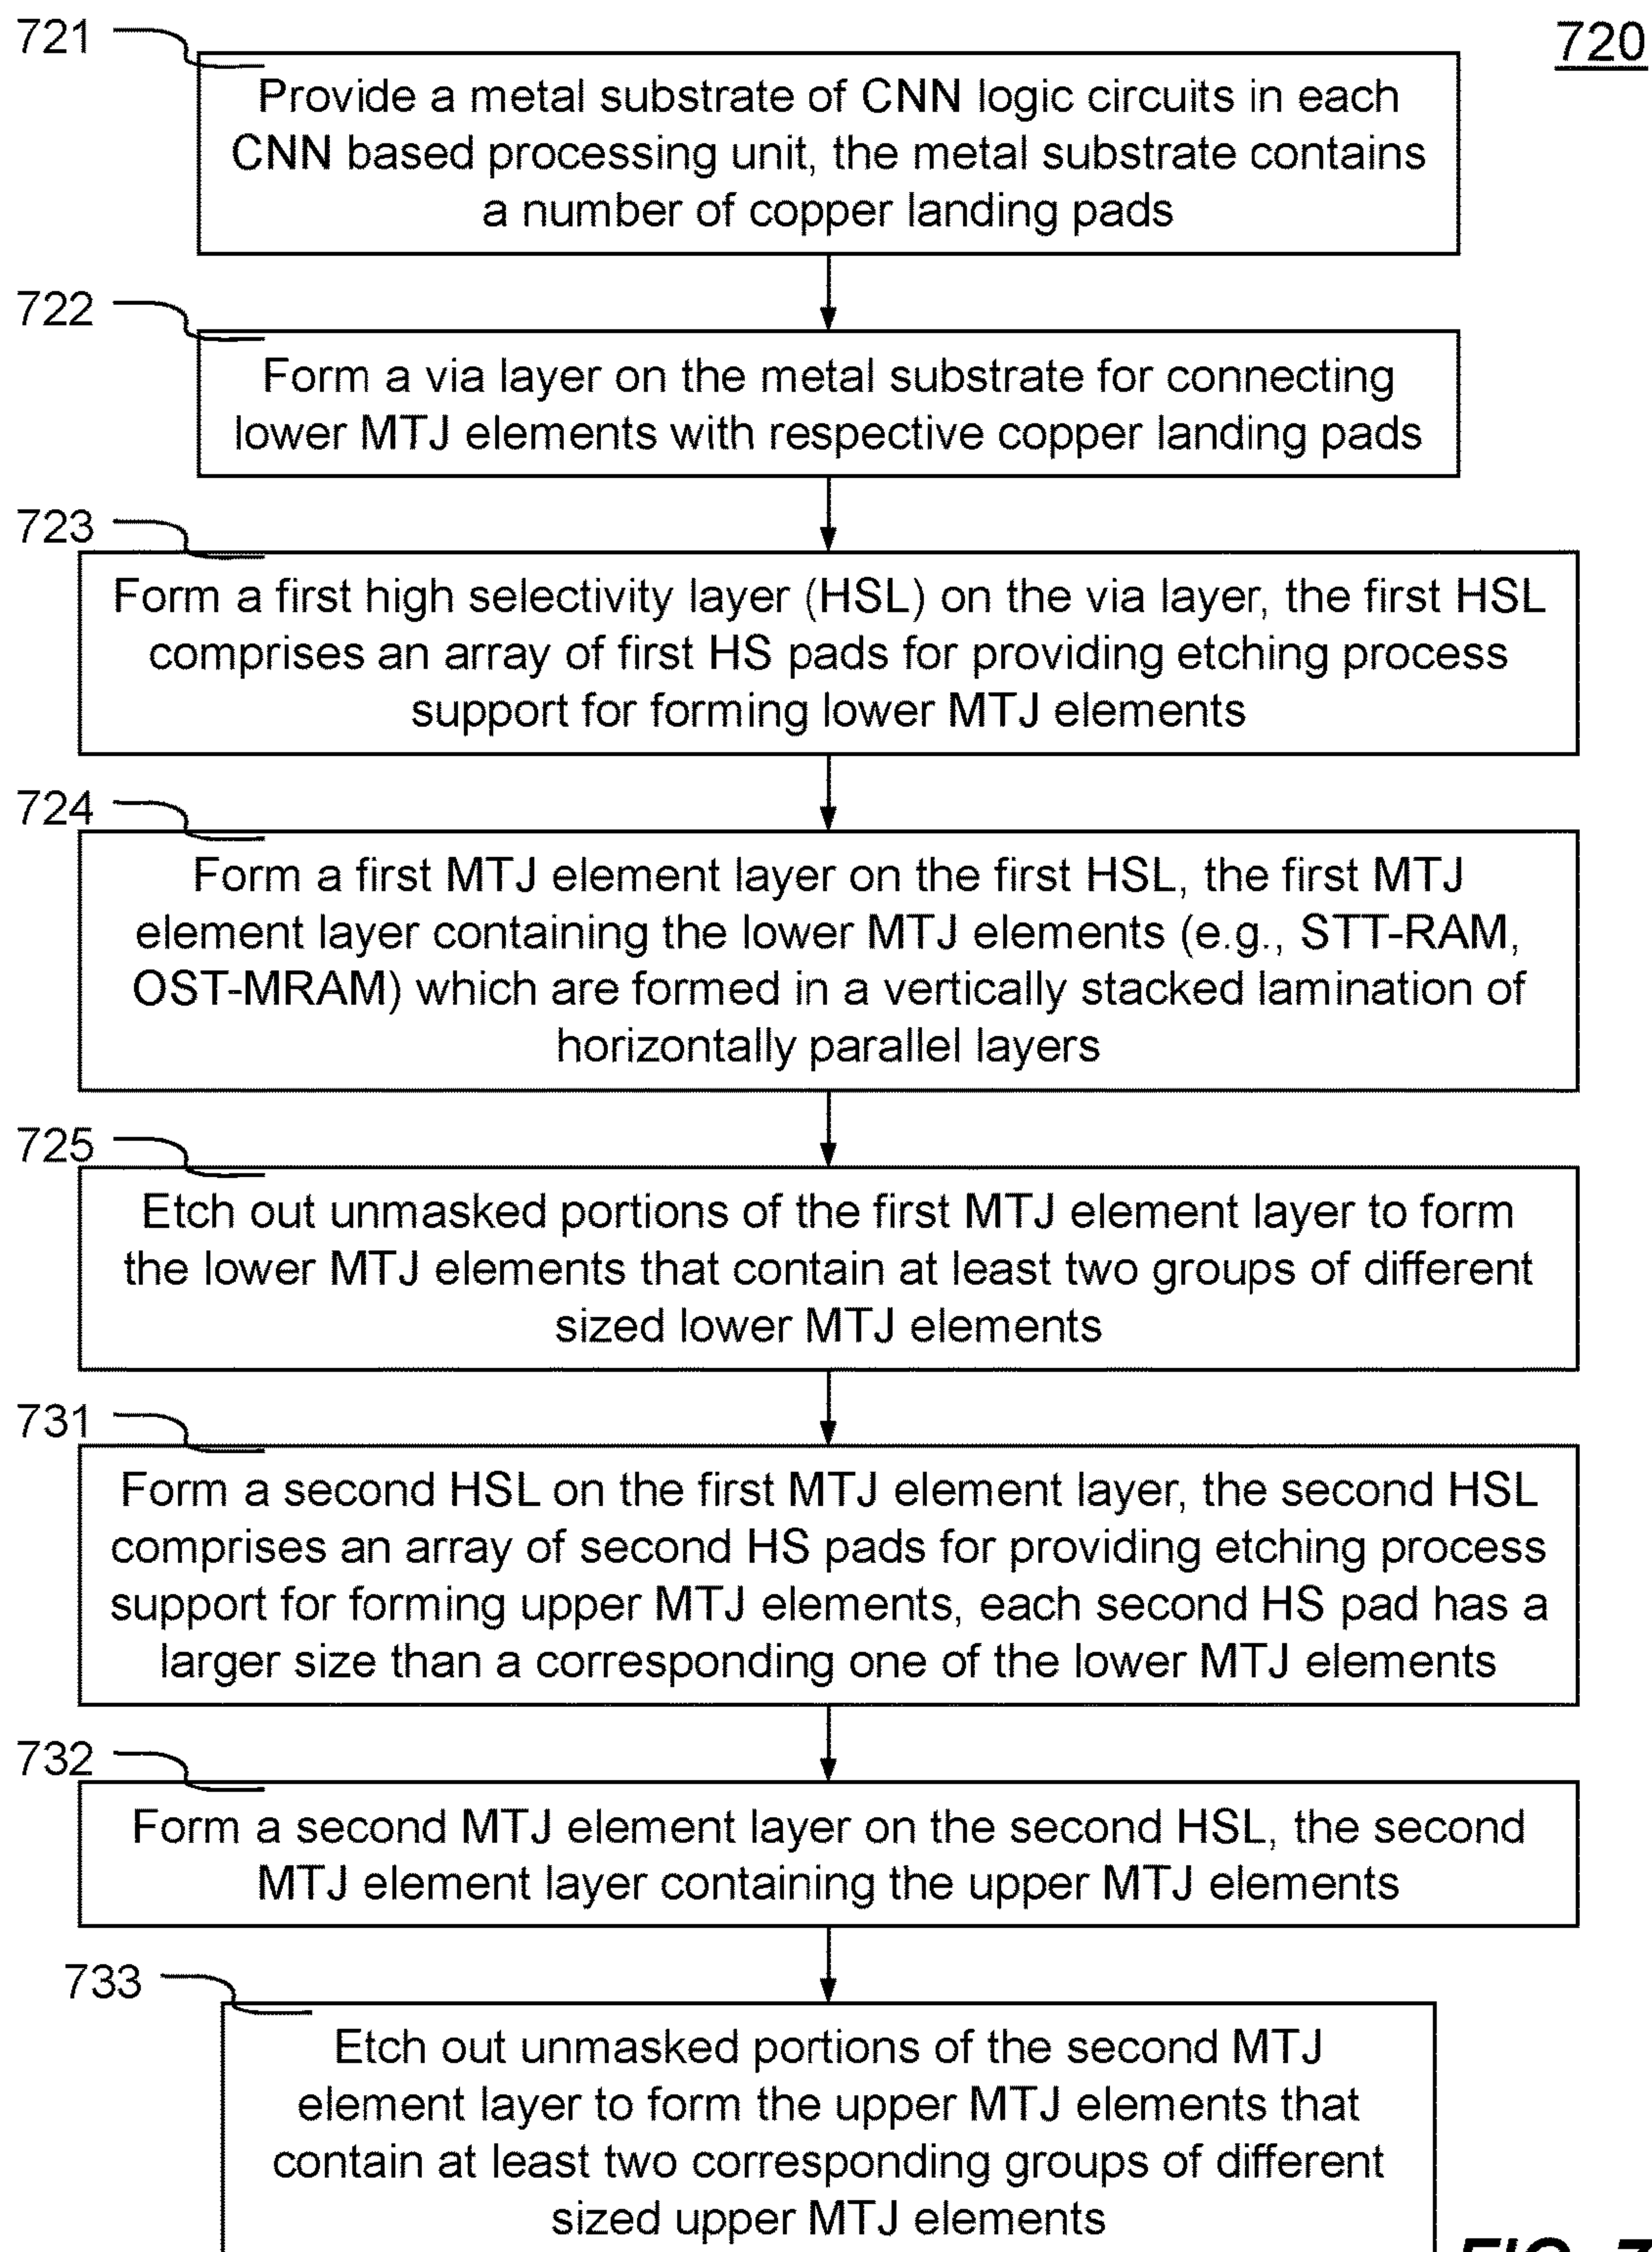 721
720
Provide a metal substrate of CNN logic circuits in each
CNN based processing unit, the metal substrate contains
a number of copper landing pads
722
Form a via layer on the metal substrate for connecting
lower MTJ elements with respective copper landing pads
723
Form a first high selectivity layer (HSL) on the via layer, the first HSL
comprises an array of first HS pads for providing etching process
support for forming lower MTJ elements
724
Form a first MTJ element layer on the first HSL, the first MTJ
element layer containing the lower MTJ elements (e.g., STT-RAM,
OST-MRAM) which are formed in a vertically stacked lamination of
horizontally parallel layers
725
Etch out unmasked portions of the first MTJ element layer to form
the lower MTJ elements that contain at least two groups of different
sized lower MTJ elements
731
Form a second HSL on the first MTJ element layer, the second HSL
comprises an array of second HS pads for providing etching process
support for forming upper MTJ elements, each second HS pad has a
larger size than a corresponding one of the lower MTJ elements
732
Form a second MTJ element layer on the second HSL, the second
MTJ element layer containing the upper MTJ elements
733
Etch out unmasked portions of the second MTJ
element layer to form the upper MTJ elements that
contain at least two corresponding groups of different
sized upper MTJ elements